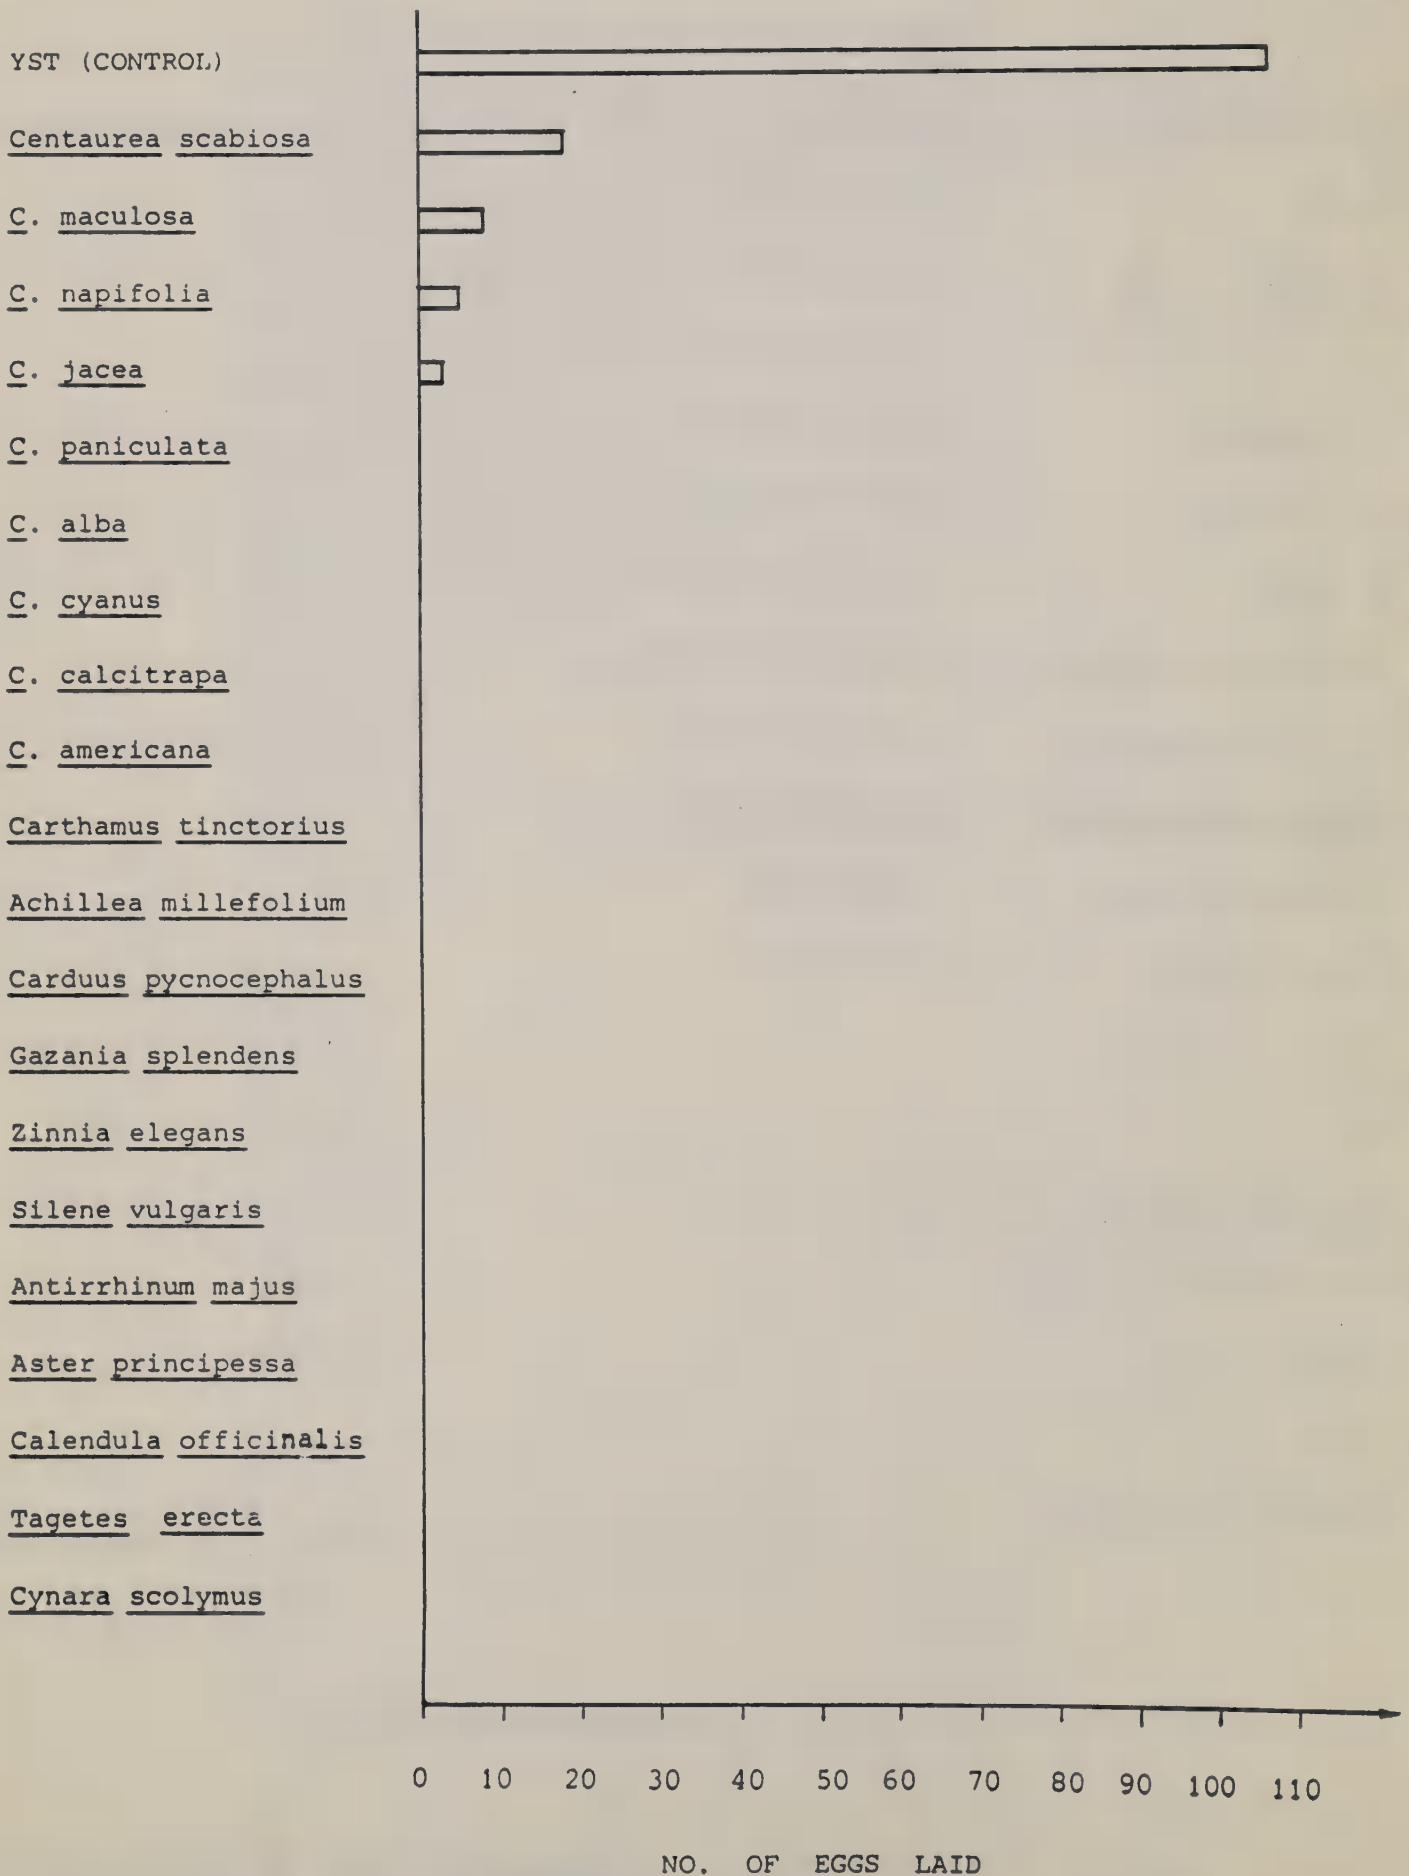 YST (CONTROL)
Centaurea scabiosa
C. maculosa
C. napifolia
C. jacea
C. paniculata
C. alba
C. cyanus
C. calcitrapa
C. americana
Carthamus tinctorius
Achillea millefolium
Carduus pycnocephalus
Gazania splendens
Zinnia elegans
Silene vulgaris
Antirrhinum majus
Aster principessa
Calendula officinalis
Tagetes erecta
Cynara scolymus
0 10 20 30 40 50 60 70 80 90 100 110
NO. OF EGGS LAID